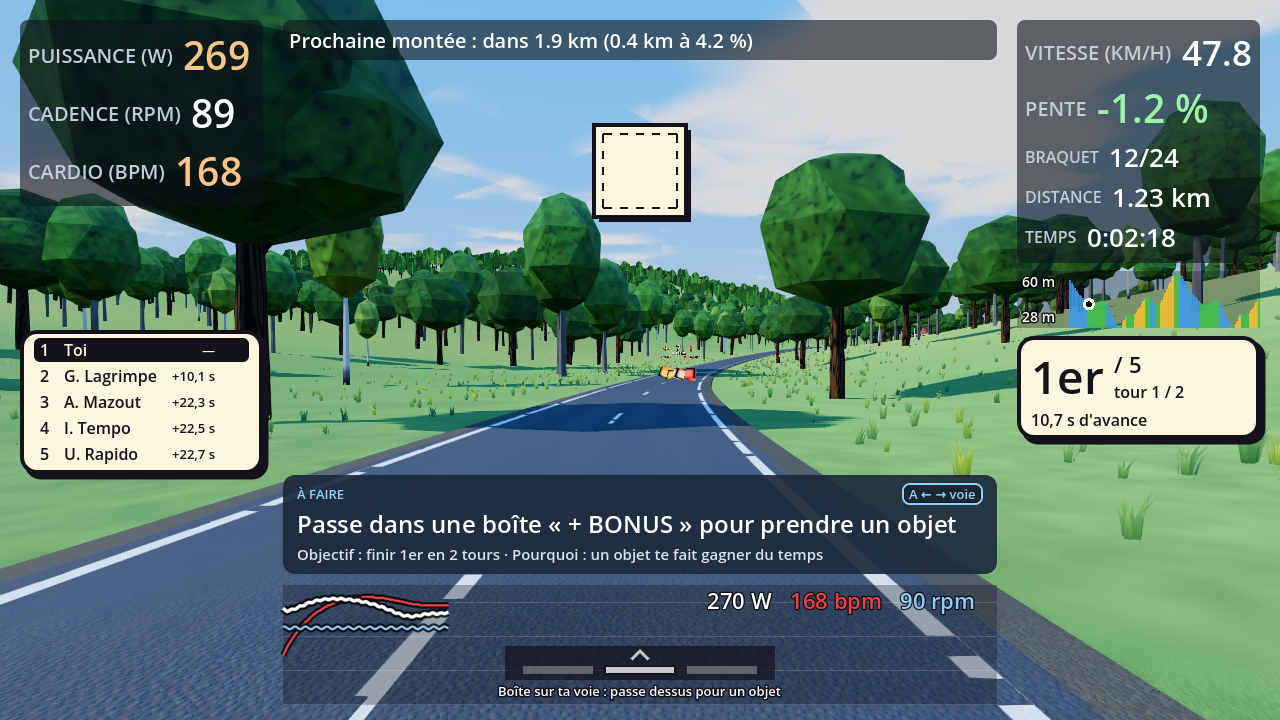 PUISSANCE (W) 269
CADENCE (RPM) 89
CARDIO (BPM) 168
Prochaine montée : dans 1.9 km (0.4 km à 4.2 %)
VITESSE (KM/H) 47.8
PENTE -1.2 %
BRAQUET 12/24
DISTANCE 1.23 km
TEMPS 0:02:18
60 m
28 m
1 Toi —
2 G. Lagrimpe +10,1 s
3 A. Mazout +22,3 s
4 I. Tempo +22,5 s
5 U. Rapido +22,7 s
1er / 5
tour 1 / 2
10,7 s d'avance
À FAIRE
A ← → voie
Passe dans une boîte « + BONUS » pour prendre un objet
Objectif : finir 1er en 2 tours · Pourquoi : un objet te fait gagner du temps
270 W 168 bpm 90 rpm
Boîte sur ta voie : passe dessus pour un objet